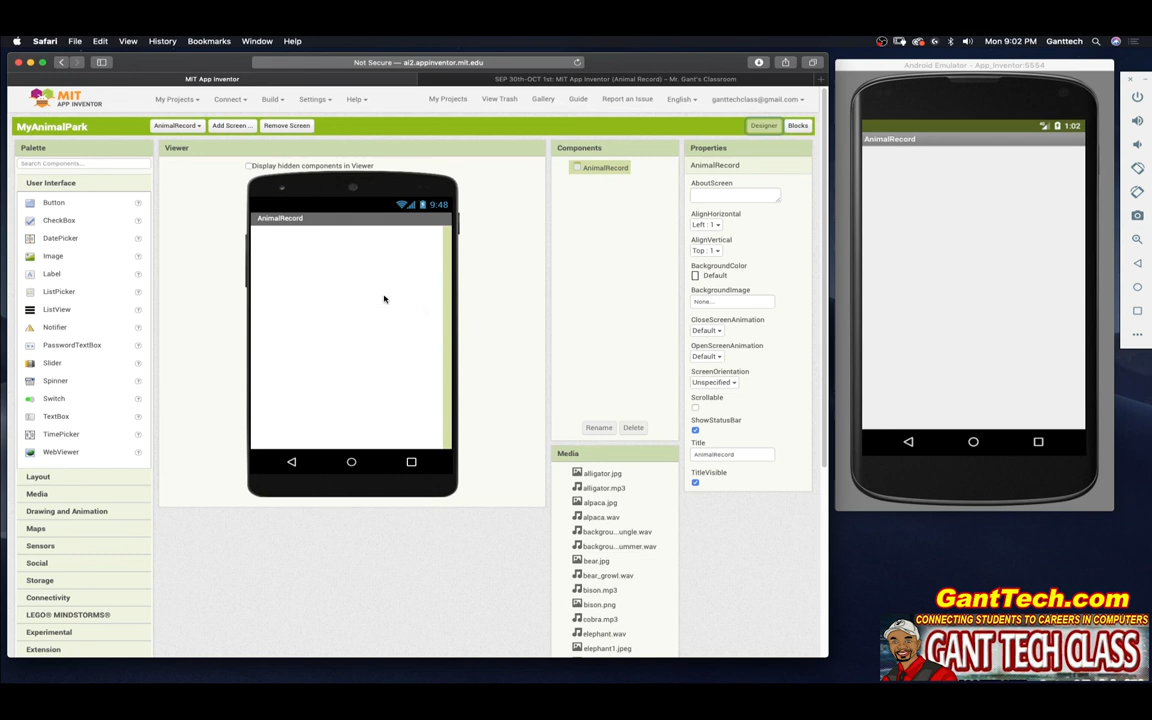 Safari File Edit View History Bookmarks Window Help
Mon 9:02 PM Ganttech
Not Secure — ai2.appinventor.mit.edu
MIT App Inventor
SEP 30th-OCT 1st: MIT App Inventor (Animal Record) – Mr. Gant's Classroom
MIT
APP INVENTOR
My Projects Connect Build Settings Help
My Projects View Trash Gallery Guide Report an Issue English ganttechclass@gmail.com
MyAnimalPark
AnimalRecord Add Screen ... Remove Screen
Designer Blocks
Palette
Search Components...
User Interface
Button
CheckBox
DatePicker
Image
Label
ListPicker
ListView
Notifier
PasswordTextBox
Slider
Spinner
Switch
TextBox
TimePicker
WebViewer
Layout
Media
Drawing and Animation
Maps
Sensors
Social
Storage
Connectivity
LEGO® MINDSTORMS®
Experimental
Extension
Viewer
Display hidden components in Viewer
9:48
AnimalRecord
Components
AnimalRecord
Rename Delete
Media
alligator.jpg
alligator.mp3
alpaca.jpg
alpaca.wav
backgrou...ungle.wav
backgrou...ummer.wav
bear.jpg
bear_growl.wav
bison.mp3
bison.png
cobra.mp3
elephant.wav
elephant1.jpeg
Properties
AnimalRecord
AboutScreen
AlignHorizontal
Left : 1
AlignVertical
Top : 1
BackgroundColor
Default
BackgroundImage
None...
CloseScreenAnimation
Default
OpenScreenAnimation
Default
ScreenOrientation
Unspecified
Scrollable
ShowStatusBar
Title
AnimalRecord
TitleVisible
Android Emulator - App_Inventor:5554
1:02
AnimalRecord
GantTech.com
CONNECTING STUDENTS TO CAREERS IN COMPUTERS
GANT TECH CLASS